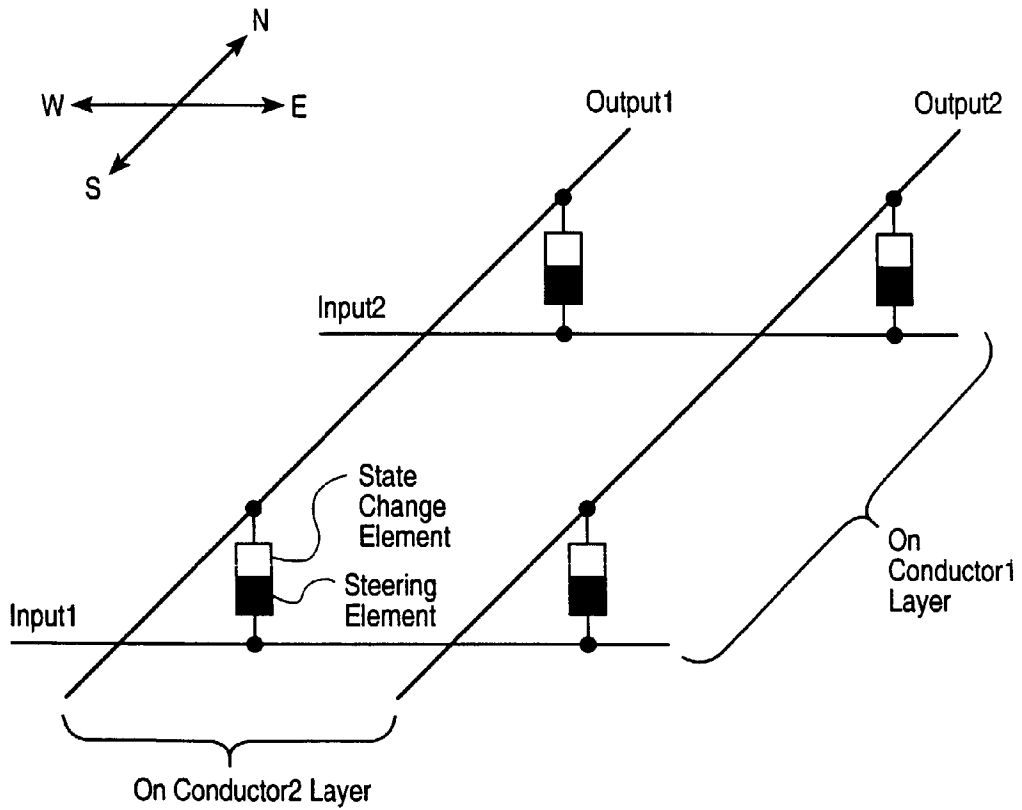 N
W
E
S
Output1
Output2
Input2
State
Change
Element
Steering
Element
Input1
On
Conductor1
Layer
On Conductor2 Layer